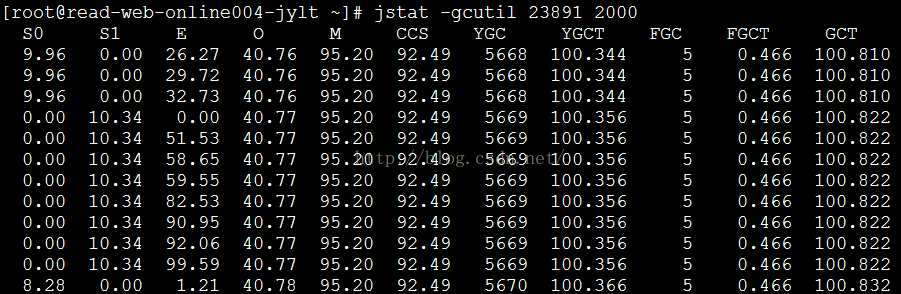 [root@read-web-online004-jylt ~]# jstat -gcutil 23891 2000
S0 S1 E O M CCS YGC YGCT FGC FGCT GCT
9.96 0.00 26.27 40.76 95.20 92.49 5668 100.344 5 0.466 100.810
9.96 0.00 29.72 40.76 95.20 92.49 5668 100.344 5 0.466 100.810
9.96 0.00 32.73 40.76 95.20 92.49 5668 100.344 5 0.466 100.810
0.00 10.34 0.00 40.77 95.20 92.49 5669 100.356 5 0.466 100.822
0.00 10.34 51.53 40.77 95.20 92.49 5669 100.356 5 0.466 100.822
0.00 10.34 58.65 40.77 95.20 92.49 5669 100.356 5 0.466 100.822
http://blog.csdn.net/
0.00 10.34 59.55 40.77 95.20 92.49 5669 100.356 5 0.466 100.822
0.00 10.34 82.53 40.77 95.20 92.49 5669 100.356 5 0.466 100.822
0.00 10.34 90.95 40.77 95.20 92.49 5669 100.356 5 0.466 100.822
0.00 10.34 92.06 40.77 95.20 92.49 5669 100.356 5 0.466 100.822
0.00 10.34 99.59 40.77 95.20 92.49 5669 100.356 5 0.466 100.822
8.28 0.00 1.21 40.78 95.20 92.49 5670 100.366 5 0.466 100.832